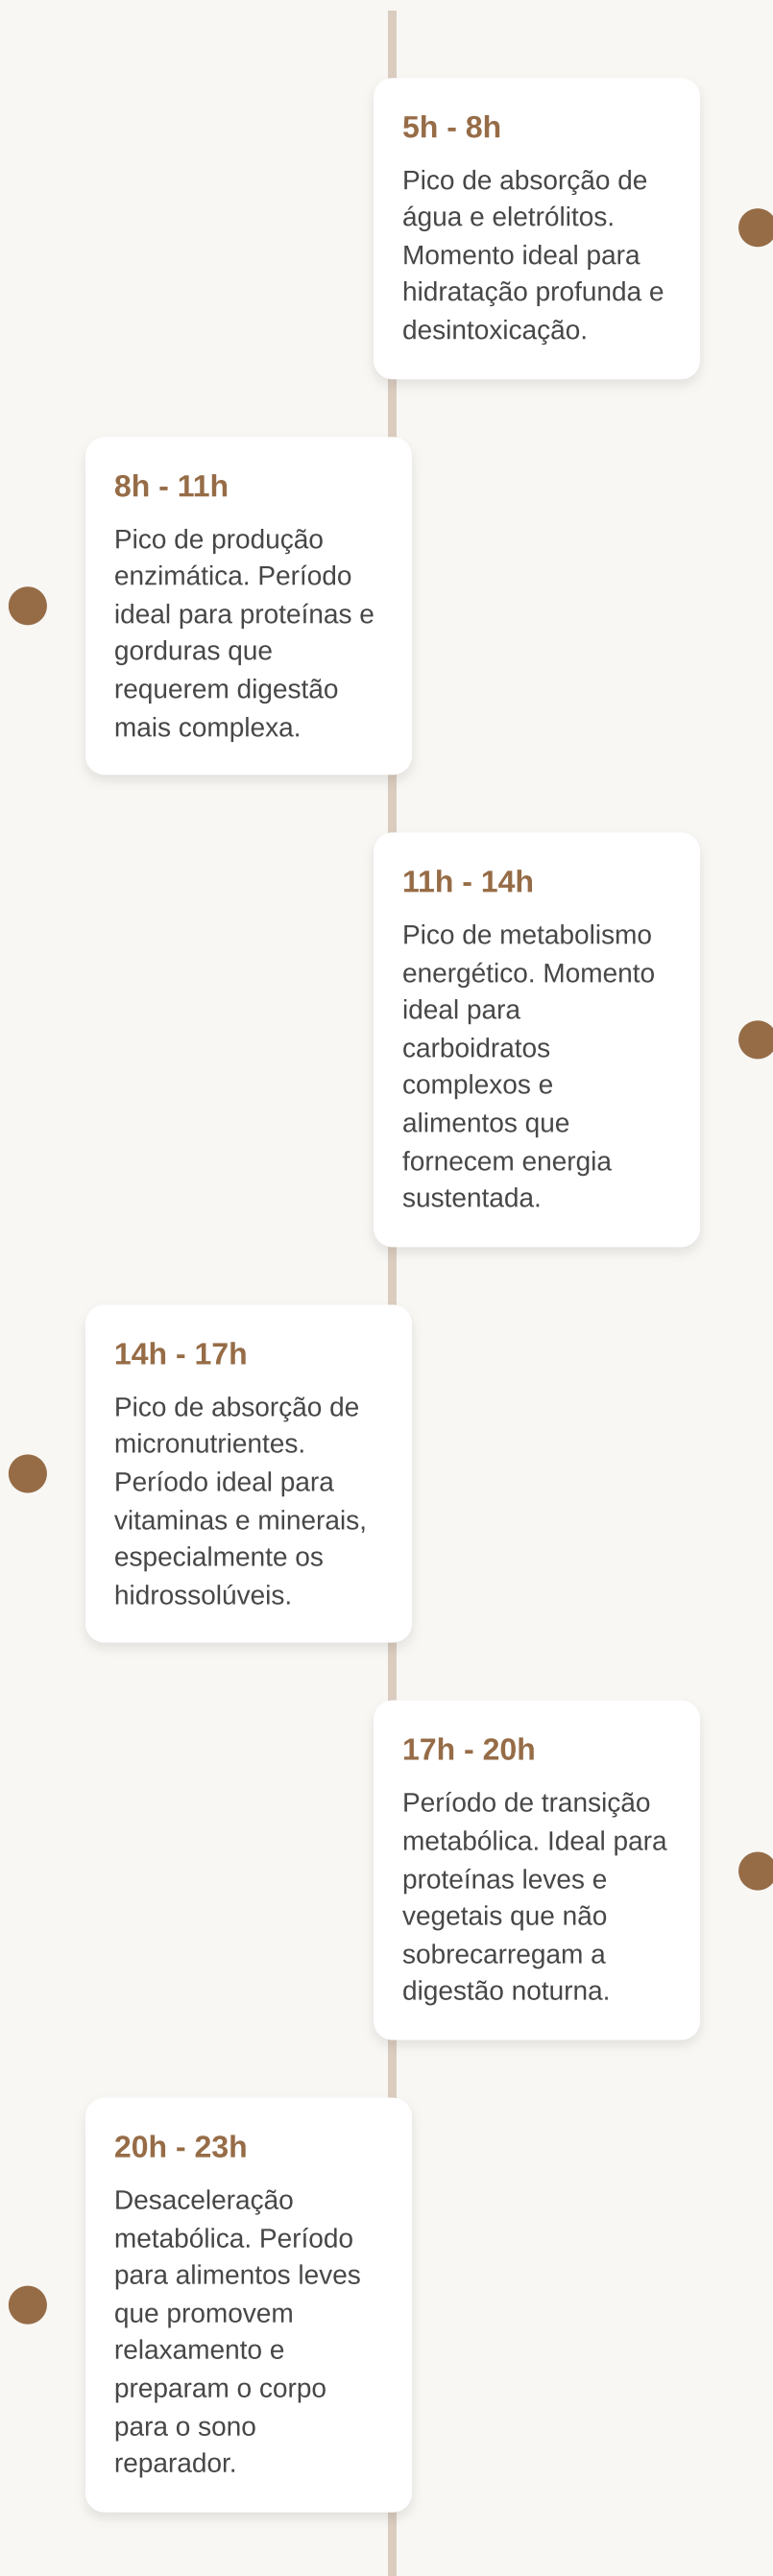 5h - 8h
Pico de absorção de
água e eletrólitos.
Momento ideal para
hidratação profunda e
desintoxicação.
8h - 11h
Pico de produção
enzimática. Período
ideal para proteínas e
gorduras que
requerem digestão
mais complexa.
11h - 14h
Pico de metabolismo
energético. Momento
ideal para
carboidratos
complexos e
alimentos que
fornecem energia
sustentada.
14h - 17h
Pico de absorção de
micronutrientes.
Período ideal para
vitaminas e minerais,
especialmente os
hidrossolúveis.
17h - 20h
Período de transição
metabólica. Ideal para
proteínas leves e
vegetais que não
sobrecarregam a
digestão noturna.
20h - 23h
Desaceleração
metabólica. Período
para alimentos leves
que promovem
relaxamento e
preparam o corpo
para o sono
reparador.